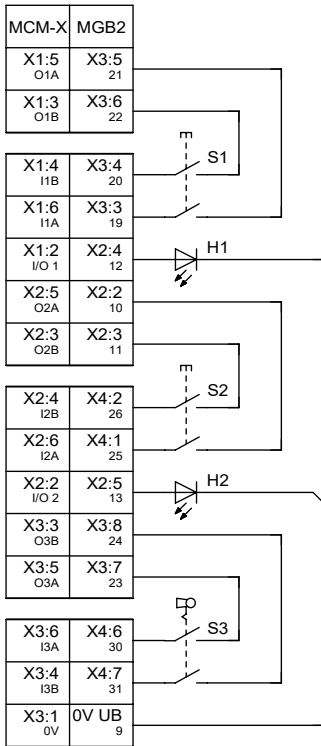 MCM-X MGB2
X1:5 X3:5
O1A 21
X1:3 X3:6
O1B 22
X1:4 X3:4
I1B 20
S1
X1:6 X3:3
I1A 19
X1:2 X2:4 H1
I/O 1 12
X2:5 X2:2
O2A 10
X2:3 X2:3
O2B 11
X2:4 X4:2 S2
I2B 26
X2:6 X4:1
I2A 25
X2:2 X2:5 H2
I/O 2 13
X3:3 X3:8
O3B 24
X3:5 X3:7
O3A 23
X3:6 X4:6 S3
I3A 30
X3:4 X4:7
I3B 31
X3:1 0V UB
0V 9